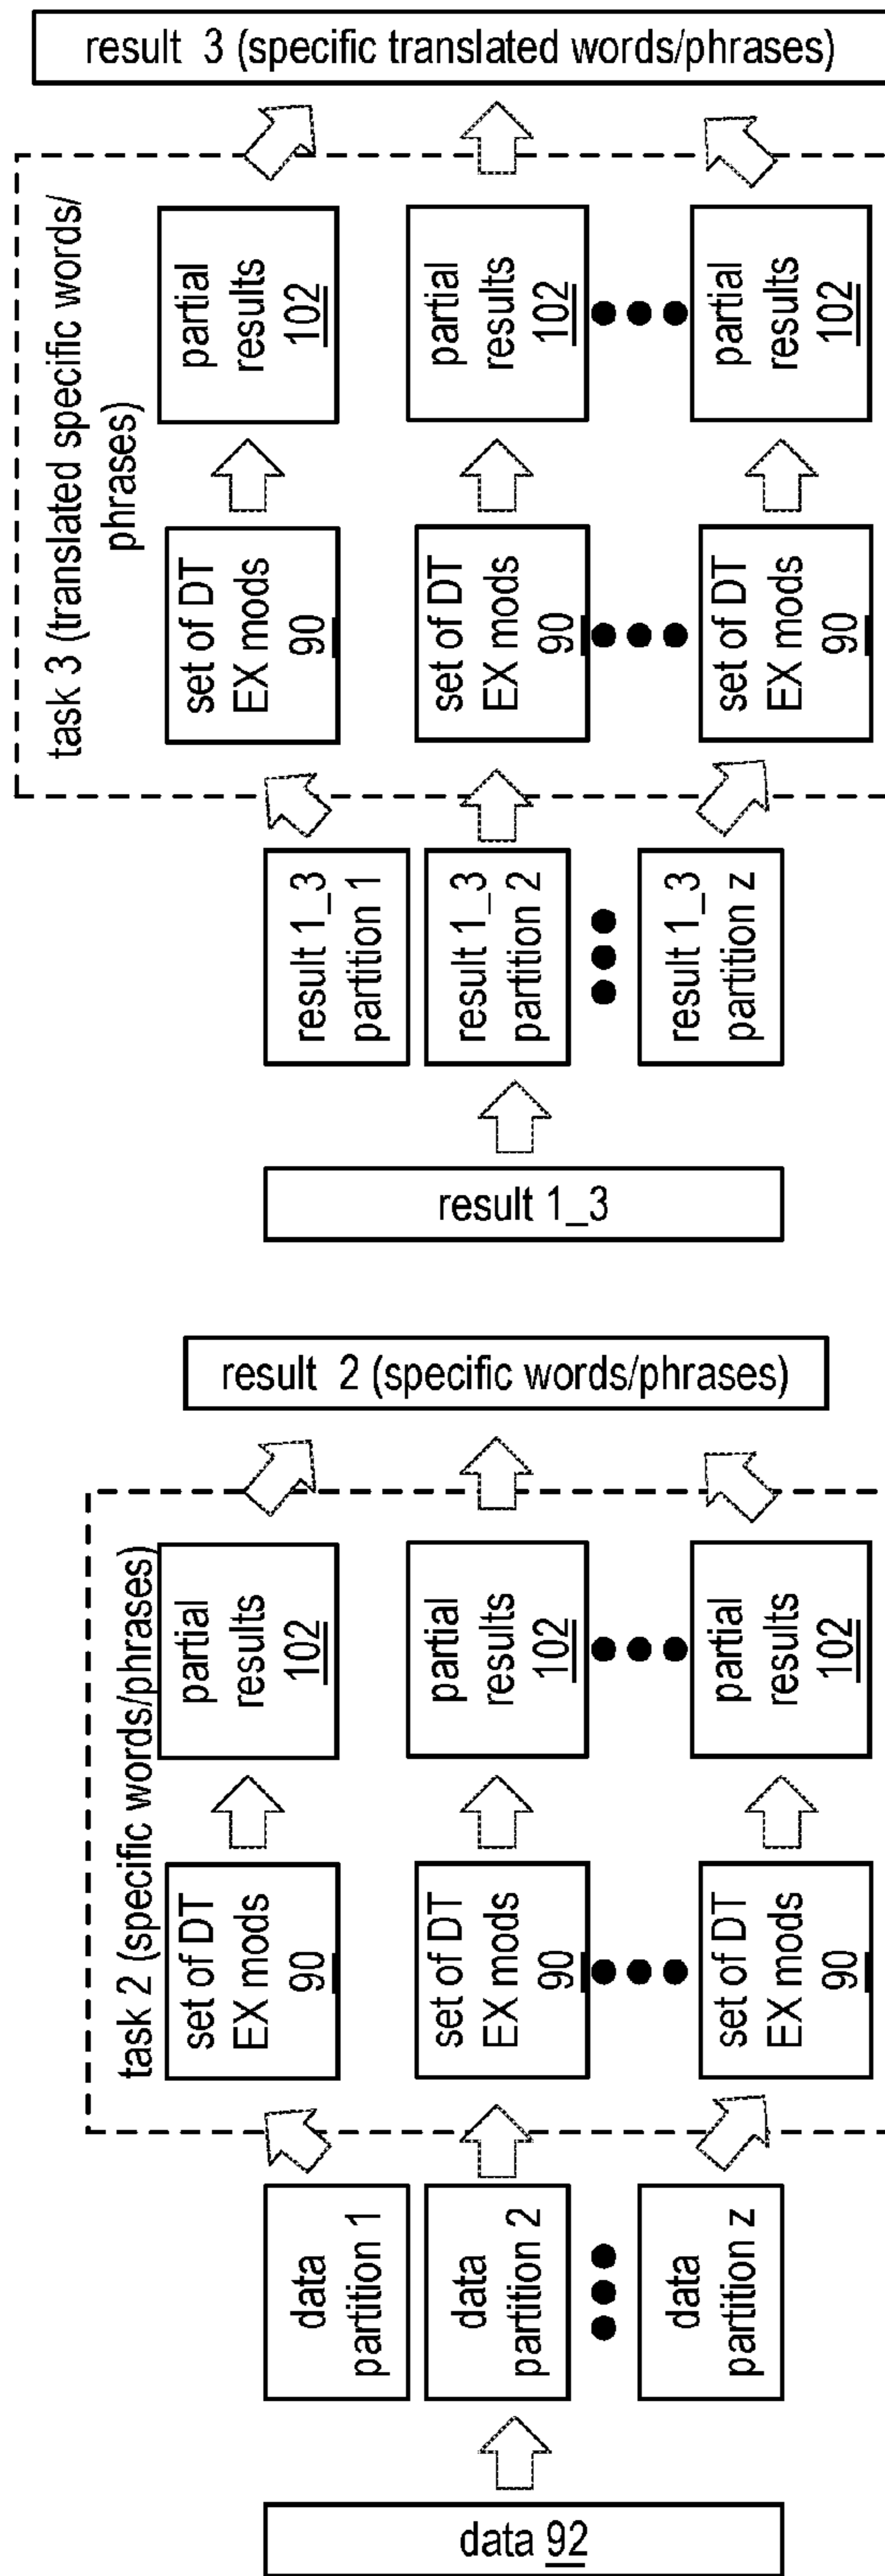 data 92
data
partition 1
data
partition 2
data
partition z
task 2 (specific words/phrases)
set of DT
EX mods
90
partial
results
102
set of DT
EX mods
90
partial
results
102
set of DT
EX mods
90
partial
results
102
result 2 (specific words/phrases)
result 1_3
result 1_3
partition 1
result 1_3
partition 2
result 1_3
partition z
task 3 (translated specific words/
phrases)
set of DT
EX mods
90
partial
results
102
set of DT
EX mods
90
partial
results
102
set of DT
EX mods
90
partial
results
102
result 3 (specific translated words/phrases)